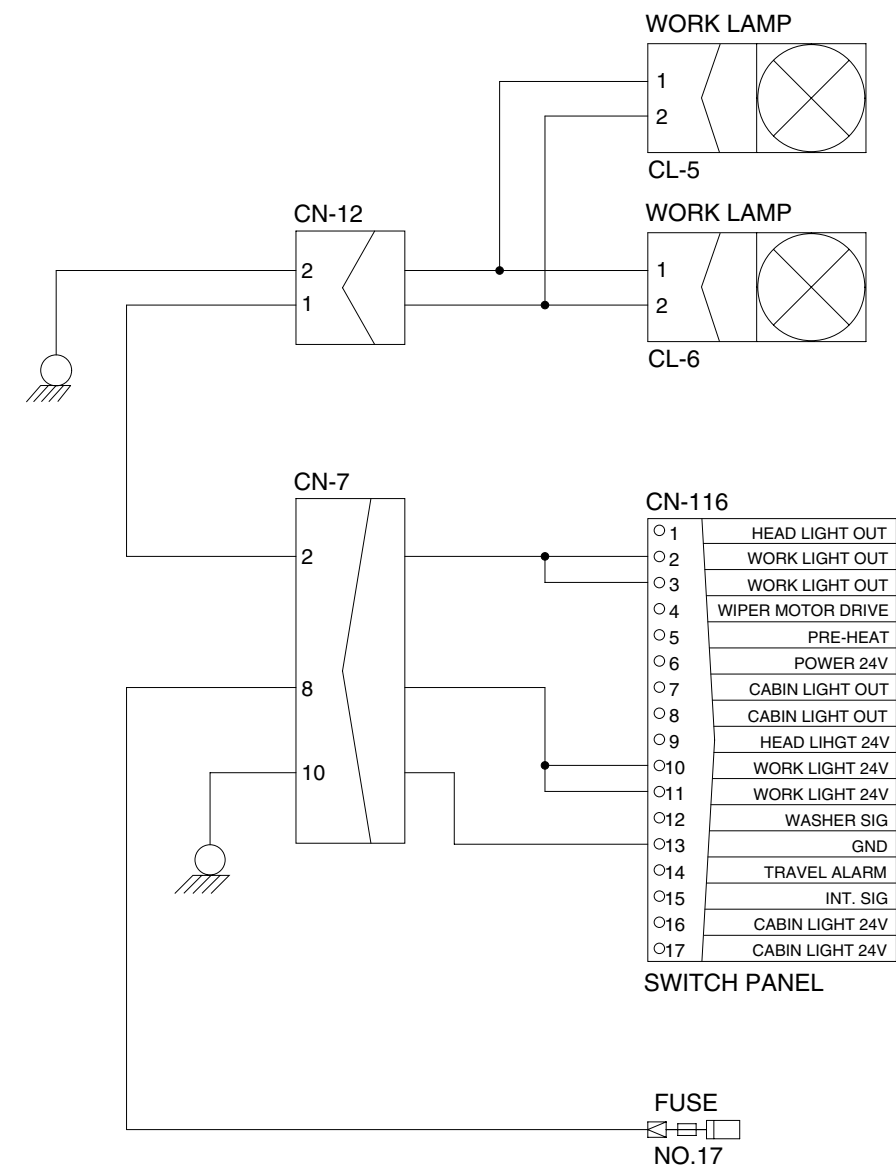 WORK LAMP
1
2
CL-5
WORK LAMP
1
2
CL-6
CN-12
2
1
CN-7
2
8
10
CN-116
1 HEAD LIGHT OUT
2 WORK LIGHT OUT
3 WORK LIGHT OUT
4 WIPER MOTOR DRIVE
5 PRE-HEAT
6 POWER 24V
7 CABIN LIGHT OUT
8 CABIN LIGHT OUT
9 HEAD LIHGT 24V
10 WORK LIGHT 24V
11 WORK LIGHT 24V
12 WASHER SIG
13 GND
14 TRAVEL ALARM
15 INT. SIG
16 CABIN LIGHT 24V
17 CABIN LIGHT 24V
SWITCH PANEL
FUSE
NO.17